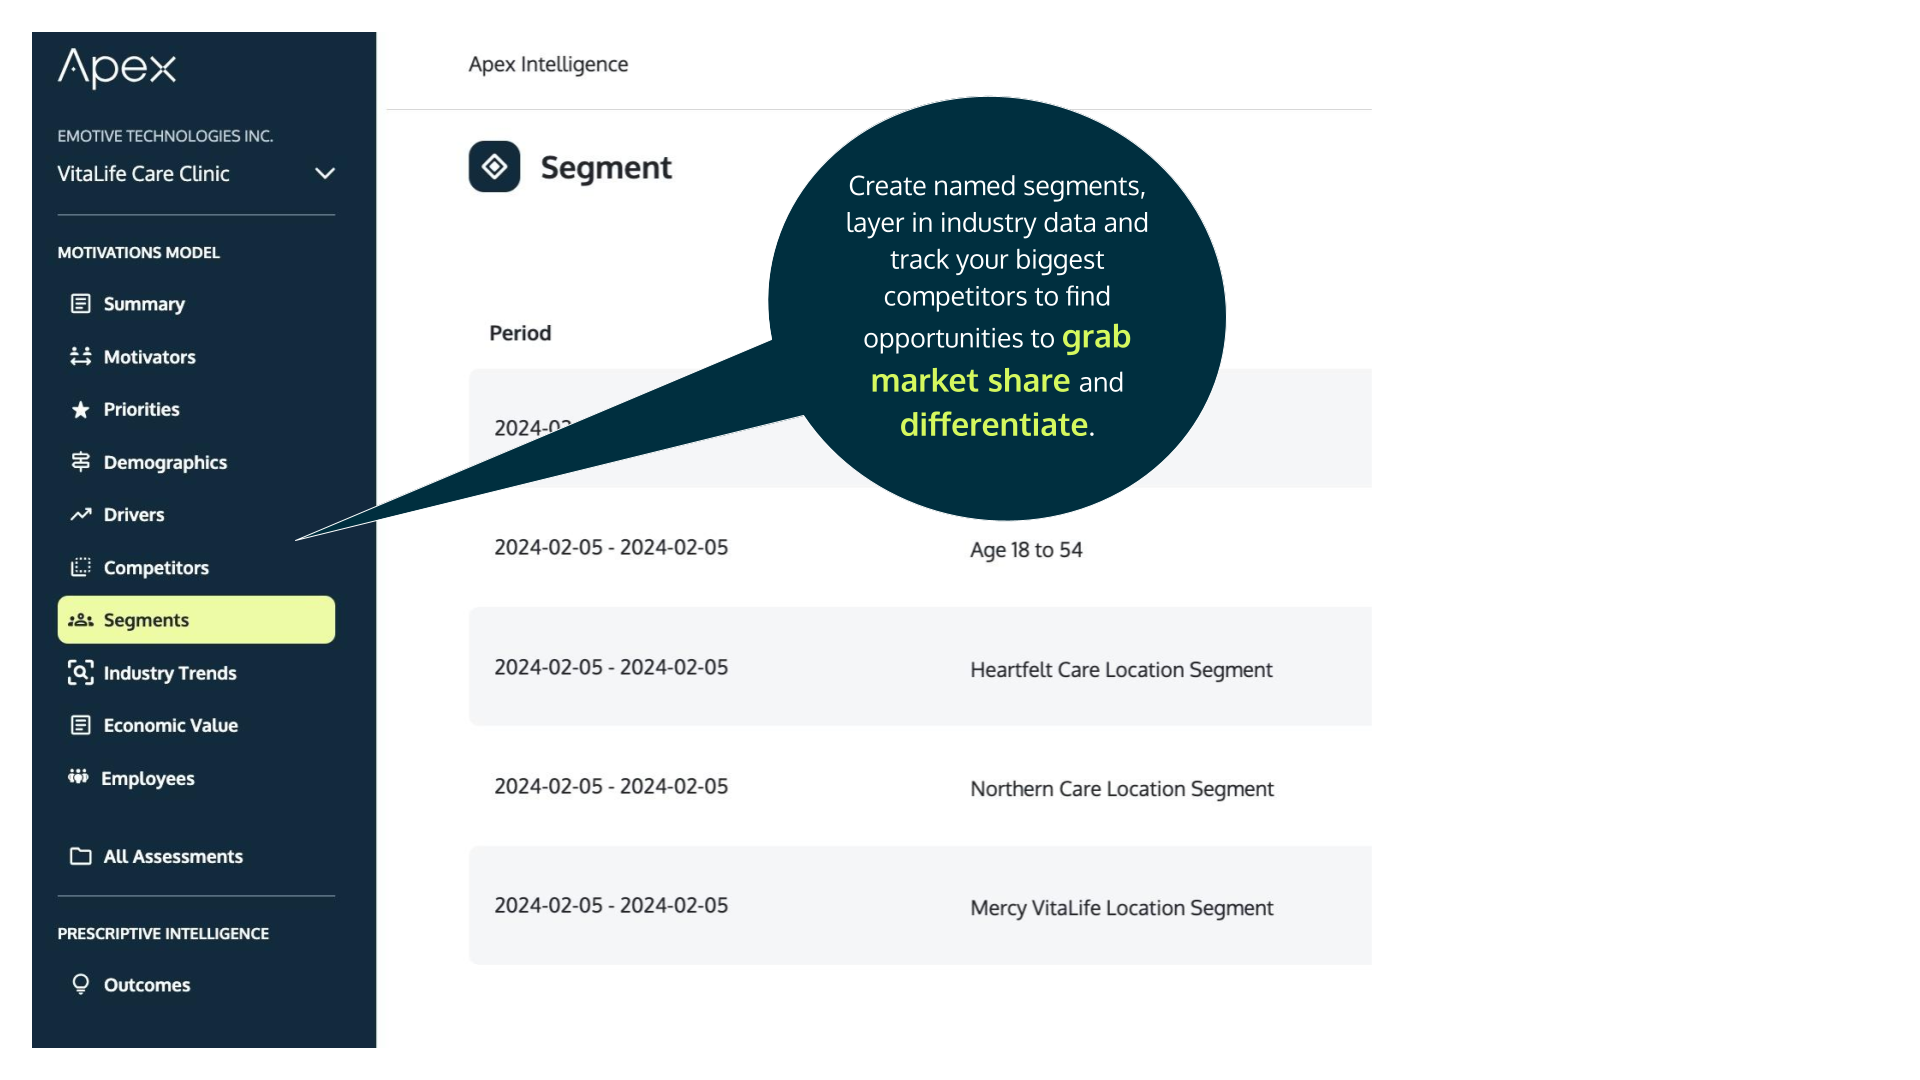 Apex
EMOTIVE TECHNOLOGIES INC.
VitaLife Care Clinic
MOTIVATIONS MODEL
Summary
Motivators
Priorities
Demographics
Drivers
Competitors
Segments
Industry Trends
Economic Value
Employees
All Assessments
PRESCRIPTIVE INTELLIGENCE
Outcomes
Apex Intelligence
Segment
Create named segments,
layer in industry data and
track your biggest
competitors to find
opportunities to grab
market share and
differentiate.
Period
2024-02-05 - 2024-02-05
Age 18 to 54
2024-02-05 - 2024-02-05
Heartfelt Care Location Segment
2024-02-05 - 2024-02-05
Northern Care Location Segment
2024-02-05 - 2024-02-05
Mercy VitaLife Location Segment